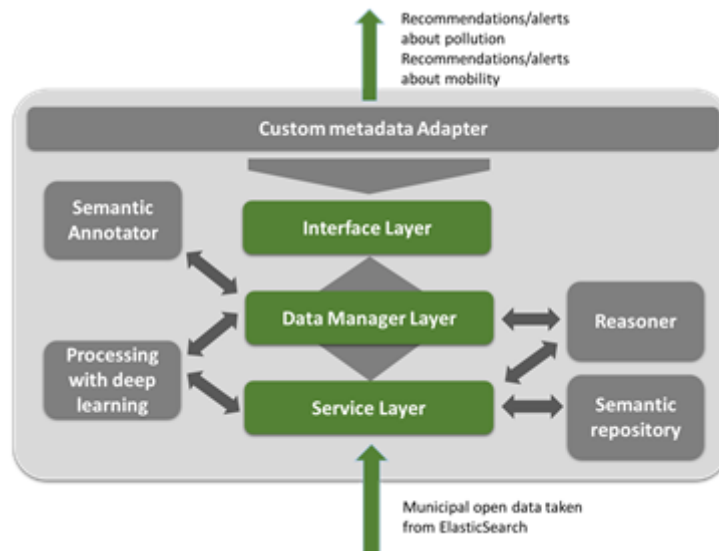 Recommendations/alerts
about pollution
Recommendations/alerts
about mobility
Custom metadata Adapter
Semantic
Annotator
Interface Layer
Data Manager Layer
Reasoner
Processing
with deep
learning
Service Layer
Semantic
repository
Municipal open data taken
from ElasticSearch